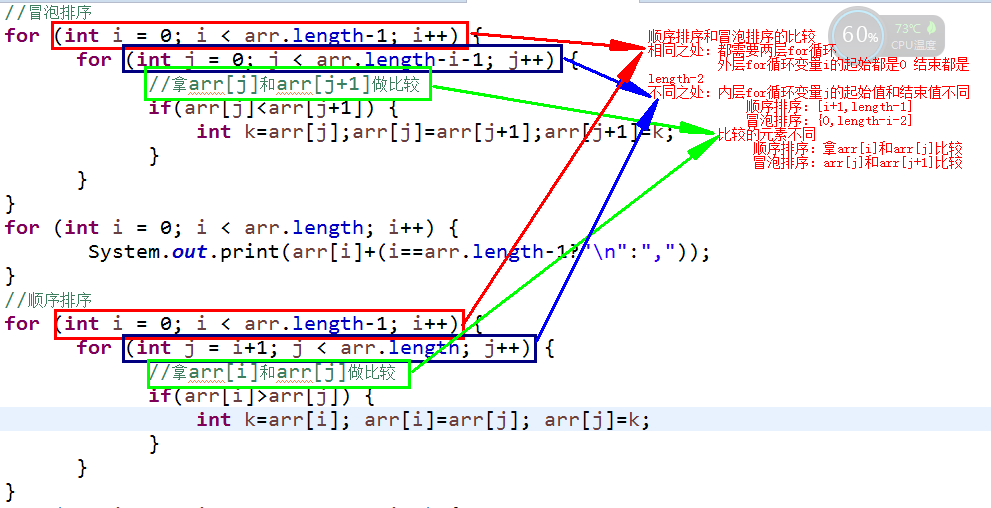 //冒泡排序
for (int i = 0; i < arr.length-1; i++) {
for (int j = 0; j < arr.length-i-1; j++) {
//拿arr[j]和arr[j+1]做比较
if(arr[j]<arr[j+1]) {
int k=arr[j];arr[j]=arr[j+1];arr[j+1]=k;
}
}
}
for (int i = 0; i < arr.length; i++) {
System.out.print(arr[i]+(i==arr.length-1?"\n":","));
}
//顺序排序
for (int i = 0; i < arr.length-1; i++) {
for (int j = i+1; j < arr.length; j++) {
//拿arr[i]和arr[j]做比较
if(arr[i]>arr[j]) {
int k=arr[i]; arr[i]=arr[j]; arr[j]=k;
}
}
}
顺序排序和冒泡排序的比较
相同之处: 都需要两层for循环
外层for循环变量i的起始都是0 结束都是
length-2
不同之处: 内层for循环变量j的起始值和结束值不同
顺序排序: [i+1,length-1]
冒泡排序: [0,length-i-2]
比较的元素不同
顺序排序: 拿arr[i]和arr[j]比较
冒泡排序: arr[j]和arr[j+1]比较
60%
73℃
CPU温度